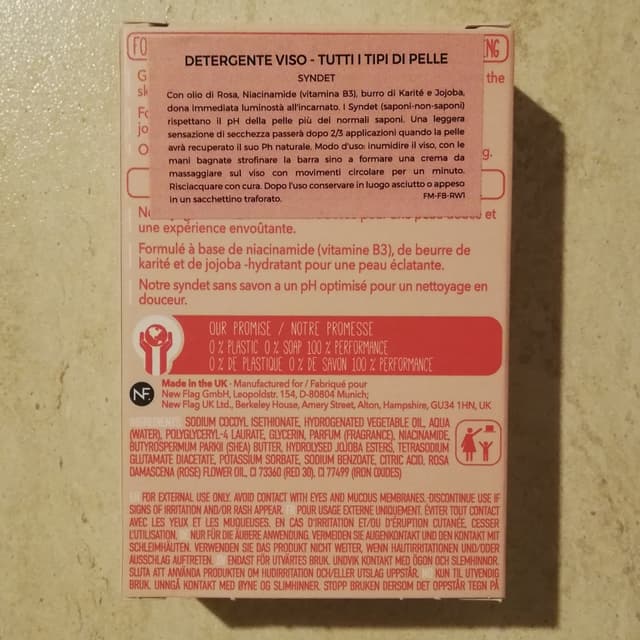 FO
NG
DETERGENTE VISO - TUTTI I TIPI DI PELLE
SYNDET
Con olio di Rosa, Niacinamide (vitamina B3), burro di Karité e Jojoba,
dona immediata luminostà all'incarnato. I Syndet (saponi-non-saponi)
rispettano il pH della pelle più dei normali saponi. Una leggera
sensazione di secchezza passerà dopo 2/3 applicazioni quando la pelle
avrà recuperato il suo Ph naturale. Modo d'uso: inumidire il viso, con le
mani bagnate strofinare la barra sino a formare una crema da
massaggiare sul viso con movimenti circolare per un minuto.
Risciacquare con cura. Dopo l'uso conservare in luogo asciutto o appeso
in un sacchettino traforato. FM-FB-RW1
the
g.
et
une expérience envoûtante.
Formulé à base de niacinamide (vitamine B3), de beurre de
karité et de jojoba -hydratant pour une peau éclatante.
Notre syndet sans savon a un pH optimisé pour un nettoyage en
douceur.
OUR PROMISE / NOTRE PROMESSE
0 % PLASTIC 0 % SOAP 100 % PERFORMANCE
0 % DE PLASTIQUE 0 % DE SAVON 100 % PERFORMANCE
NF
Made in the UK - Manufactured for / Fabriqué pour
New Flag GmbH, Leopoldstr. 154, D-80804 Munich;
New Flag UK Ltd., Berkeley House, Amery Street, Alton, Hampshire, GU34 1HN, UK
INGREDIENTS: SODIUM COCOYL ISETHIONATE, HYDROGENATED VEGETABLE OIL, AQUA
(WATER), POLYGLYCERYL-4 LAURATE, GLYCERIN, PARFUM (FRAGRANCE), NIACINAMIDE,
BUTYROSPERMUM PARKII (SHEA) BUTTER, HYDROLYSED JOJOBA ESTERS, TETRASODIUM
GLUTAMATE DIACETATE, POTASSIUM SORBATE, SODIUM BENZOATE, CITRIC ACID, ROSA
DAMASCENA (ROSE) FLOWER OIL, CI 73360 (RED 30), CI 77499 (IRON OXIDES)
FOR EXTERNAL USE ONLY. AVOID CONTACT WITH EYES AND MUCOUS MEMBRANES. DISCONTINUE USE IF
SIGNS OF IRRITATION AND/OR RASH APPEAR. POUR USAGE EXTERNE UNIQUEMENT. ÉVITER TOUT CONTACT
AVEC LES YEUX ET LES MUQUEUSES. EN CAS D'IRRITATION ET/OU D'ÉRUPTION CUTANÉE, CESSER
L'UTILISATION. NUR FÜR DIE ÄUßERE ANWENDUNG. VERMEIDEN SIE AUGENKONTAKT UND DEN KONTAKT MIT
SCHLEIMHÄUTEN. VERWENDEN SIE DAS PRODUKT NICHT WEITER, WENN HAUTIRRITATIONEN UND/ODER
AUSSCHLAG AUFTRETEN. ENDAST FÖR UTVÄRTES BRUK. UNDVIK KONTAKT MED ÖGON OCH SLEMHINNOR.
SLUTA ATT ANVÄNDA PRODUKTEN OM HUDIRRITATION OCH/ELLER UTSLAG UPPSTÅR. KUN TIL UTVENDIG
BRUK. UNNGÅ KONTAKT MED ØYNE OG SLIMHINNER. STOPP BRUKEN DERSOM DET OPPSTÅR TEGN PÅ